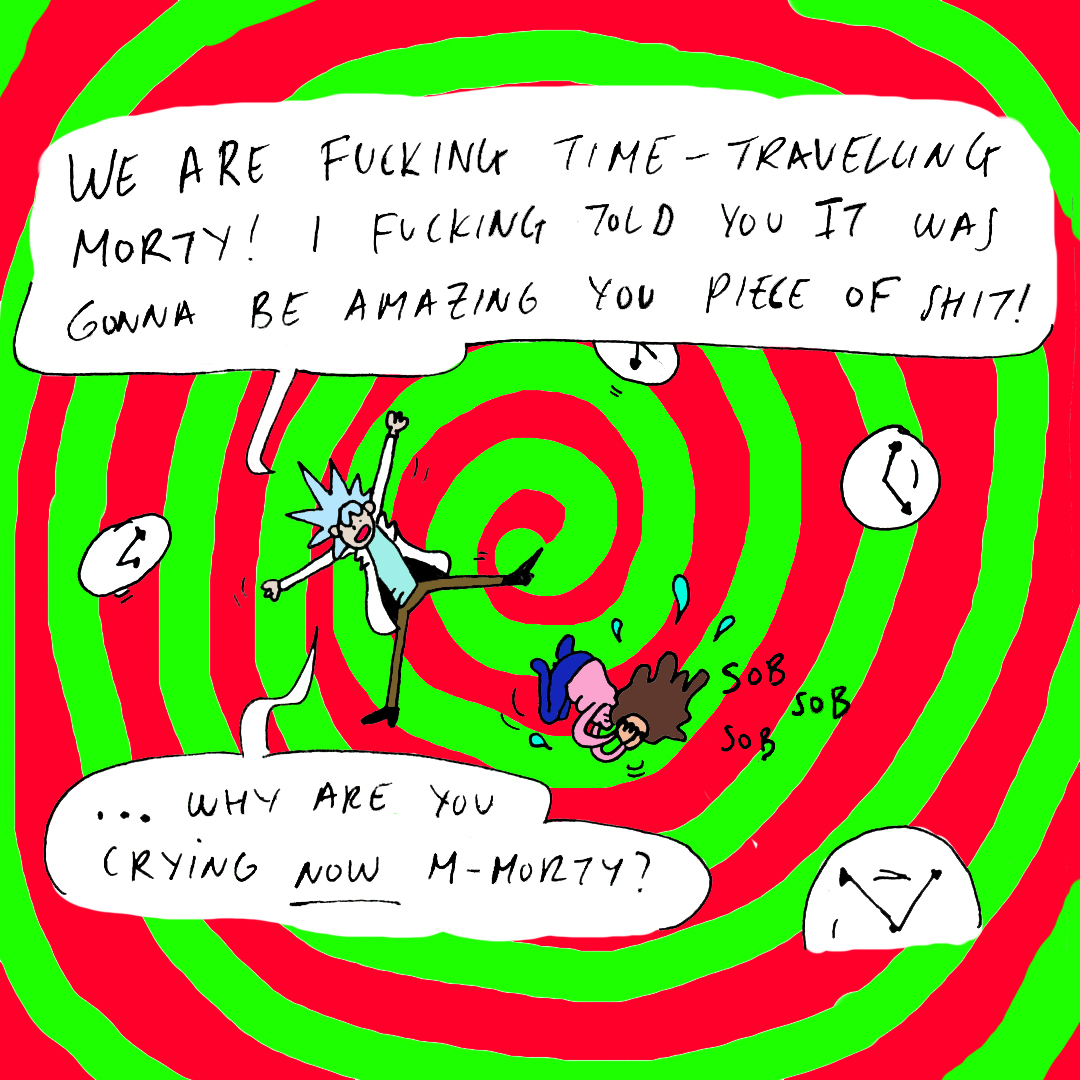 WE ARE FUCKING TIME-TRAVELLING
MORTY! I FUCKING TOLD YOU IT WAS
GONNA BE AMAZING YOU PIECE OF SHIT!
SOB
SOB
SOB
... WHY ARE YOU
CRYING NOW M-MORTY?